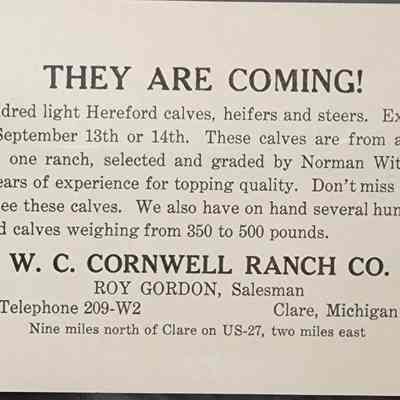 THEY ARE COMING!
dred light Hereford calves, heifers and steers. Ex
September 13th or 14th. These calves are from a
one ranch, selected and graded by Norman Wit
ears of experience for topping quality. Don't miss
ee these calves. We also have on hand several hun
d calves weighing from 350 to 500 pounds.
W. C. CORNWELL RANCH CO.
ROY GORDON, Salesman
Telephone 209-W2 Clare, Michigan
Nine miles north of Clare on US-27, two miles east